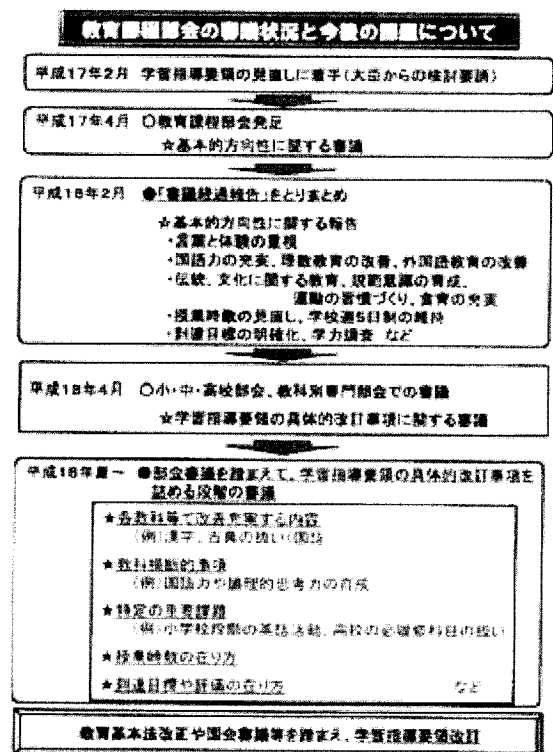 教育課程部会の審議状況と今後の課題について
平成17年2月 学習指導要領の見直しに着手(大臣からの検討要請)
平成17年4月 ○教育課程部会発足
☆基本的方向性に関する審議
平成18年2月 ●「審議経過報告」をとりまとめ
☆基本的方向性に関する報告
・言葉と体験の重視
・国語力の充実、理数教育の改善、外国語教育の改善
・伝統、文化に関する教育、規範意識の育成、
運動の習慣づくり、食育の充実
・授業時数の見直し、学校週5日制の維持
・到達目標の明確化、学力調査 など
平成18年4月 ○小・中・高校部会、教科別専門部会での審議
☆学習指導要領の具体的改訂事項に関する審議
平成18年夏~ ●部会審議を踏まえて、学習指導要領の具体的改訂事項を
詰める段階の審議
★各教科等で改善充実する内容
(例)漢字、古典の扱い(国語
★教科横断的事項
(例)国語力や論理的思考力の育成
★特定の重要課題
(例)小学校段階の英語活動、高校の必履修科目の扱い
★授業時数の在り方
★到達目標や評価の在り方 など
教育基本法改正や国会審議等を踏まえ、学習指導要領改訂